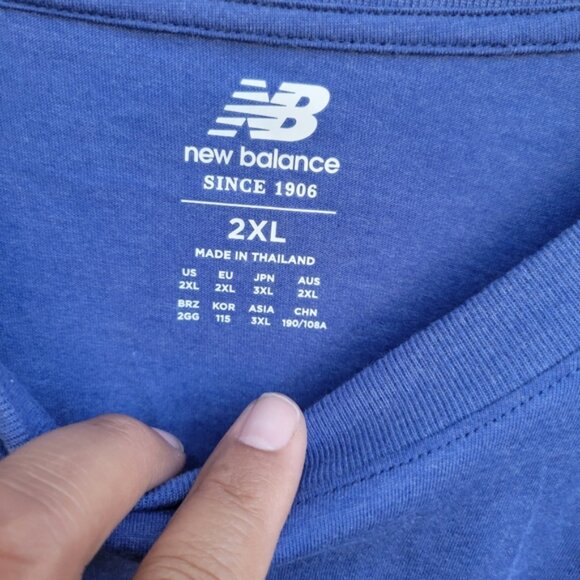 NB
new balance
SINCE 1906
2XL
MADE IN THAILAND
US EU JPN AUS
2XL 2XL 3XL 2XL
BRZ KOR ASIA CHN
2GG 115 3XL 190/108A